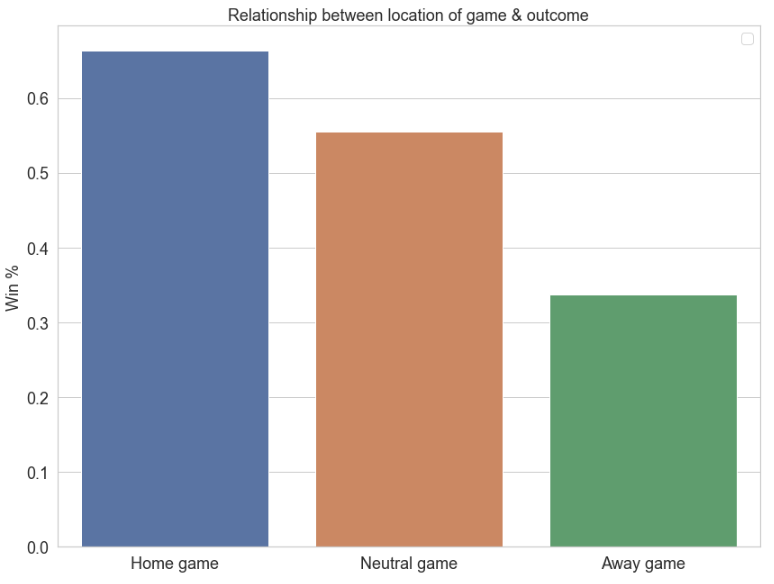 Relationship between location of game & outcome
Win %
0.6
0.5
0.4
0.3
0.2
0.1
0.0
Home game
Neutral game
Away game